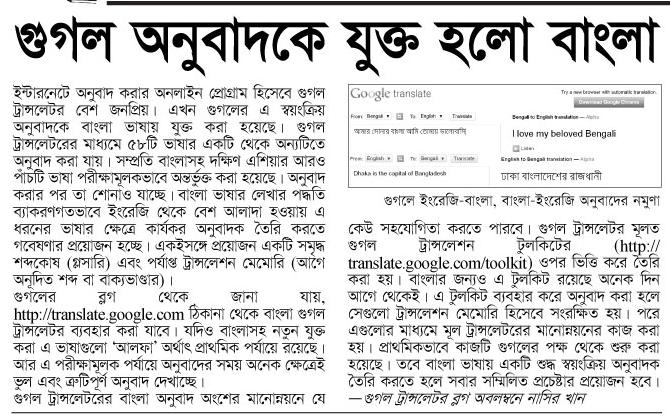 গুগল অনুবাদকে যুক্ত হলো বাংলা
ইন্টারনেটে অনুবাদ করার অনলাইন প্রোগ্রাম হিসেবে গুগল
ট্রান্সলেটর বেশ জনপ্রিয়। এখন গুগলের এ স্বয়ংক্রিয়
অনুবাদকে বাংলা ভাষায় যুক্ত করা হয়েছে। গুগল
ট্রান্সলেটরের মাধ্যমে ৫৮টি ভাষার একটি থেকে অন্যটিতে
অনুবাদ করা যায়। সম্প্রতি বাংলাসহ দক্ষিণ এশিয়ার আরও
পাঁচটি ভাষা পরীক্ষামূলকভাবে অন্তর্ভুক্ত করা হয়েছে। অনুবাদ
করার পর তা শোনাও যাচ্ছে। বাংলা ভাষার লেখার পদ্ধতি
ব্যাকরণগতভাবে ইংরেজি থেকে বেশ আলাদা হওয়ায় এ
ধরনের ভাষার ক্ষেত্রে কার্যকর অনুবাদক তৈরি করতে
গবেষণার প্রয়োজন হচ্ছে। একইসঙ্গে প্রয়োজন একটি সমৃদ্ধ
শব্দকোষ (গ্লসারি) এবং পর্যাপ্ত ট্রান্সলেশন মেমোরি (আগে
অনূদিত শব্দ বা বাক্যভাণ্ডার)।
গুগলের ব্লগ থেকে জানা যায়,
http://translate.google.com ঠিকানা থেকে বাংলা গুগল
ট্রান্সলেটর ব্যবহার করা যাবে। যদিও বাংলাসহ নতুন যুক্ত
করা এ ভাষাগুলো ‘আলফা’ অর্থাৎ প্রাথমিক পর্যায়ে রয়েছে।
আর এ পরীক্ষামূলক পর্যায়ে অনুবাদের সময় অনেক ক্ষেত্রেই
ভুল এবং ত্রুটিপূর্ণ অনুবাদ দেখাচ্ছে।
গুগল ট্রান্সলেটরের বাংলা অনুবাদ অংশের মানোন্নয়নে যে
Google translate
Try a new browser with automatic translation.
Download Google Chrome
From: Bengali To: English Translate
Bengali to English translation — Alpha
আমার সোনার বাংলা আমি তোমায় ভালোবাসি
I love my beloved Bengali
Listen
From: English To: Bengali Translate
English to Bengali translation — Alpha
Dhaka is the capital of Bangladesh
ঢাকা বাংলাদেশের রাজধানী
গুগলে ইংরেজি-বাংলা, বাংলা-ইংরেজি অনুবাদের নমুণা
কেউ সহযোগিতা করতে পারবে। গুগল ট্রান্সলেটর মূলত
গুগল ট্রান্সলেশন টুলকিটের (http://
translate.google.com/toolkit) ওপর ভিত্তি করে তৈরি
করা হয়। বাংলার জন্যও এ টুলকিট রয়েছে অনেক দিন
আগে থেকেই। এ টুলকিট ব্যবহার করে অনুবাদ করা হলে
সেগুলো ট্রান্সলেশন মেমোরি হিসেবে সংরক্ষিত হয়। পরে
এগুলোর মাধ্যমে মূল ট্রান্সলেটরের মানোন্নয়নের কাজ করা
হয়। প্রাথমিকভাবে কাজটি গুগলের পক্ষ থেকে শুরু করা
হয়েছে। তবে বাংলা ভাষায় একটি শুদ্ধ স্বয়ংক্রিয় অনুবাদক
তৈরি করতে হলে সবার সম্মিলিত প্রচেষ্টার প্রয়োজন হবে।
—গুগল ট্রান্সলেটর ব্লগ অবলম্বনে নাসির খান